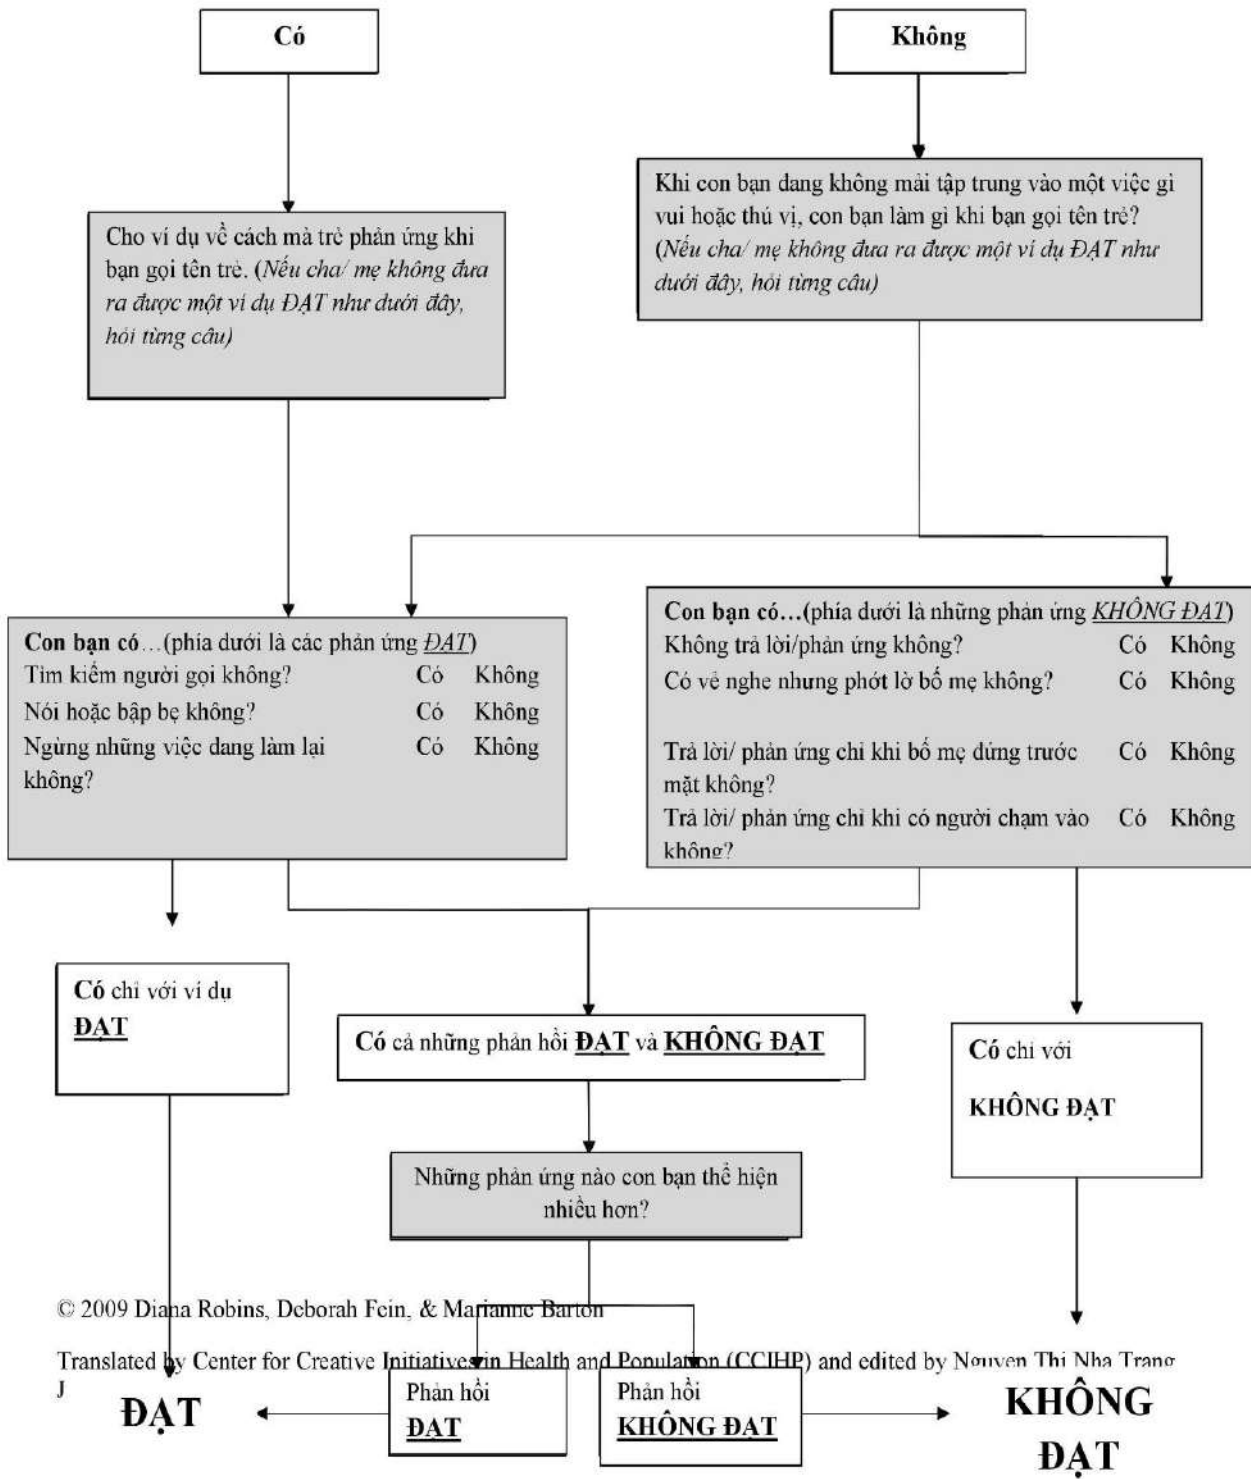 Có
Không
Khi con bạn đang không mải tập trung vào một việc gì
vui hoặc thú vị, con bạn làm gì khi bạn gọi tên trẻ?
(Nếu cha/ mẹ không đưa ra được một ví dụ ĐẠT như
dưới đây, hỏi từng câu)
Cho ví dụ về cách mà trẻ phản ứng khi
bạn gọi tên trẻ. (Nếu cha/ mẹ không đưa
ra được một ví dụ ĐẠT như dưới đây,
hỏi từng câu)
Con bạn có…(phía dưới là các phản ứng ĐẠT)
Tìm kiếm người gọi không? Có Không
Nói hoặc bập bẹ không? Có Không
Ngừng những việc đang làm lại Có Không
không?
Con bạn có…(phía dưới là những phản ứng KHÔNG ĐẠT)
Không trả lời/phản ứng không? Có Không
Có vẻ nghe nhưng phớt lờ bố mẹ không? Có Không
Trả lời/ phản ứng chỉ khi bố mẹ đứng trước Có Không
mặt không?
Trả lời/ phản ứng chỉ khi có người chạm vào Có Không
không?
Có chỉ với ví dụ
ĐẠT
Có cả những phản hồi ĐẠT và KHÔNG ĐẠT
Có chỉ với
KHÔNG ĐẠT
Những phản ứng nào con bạn thể hiện
nhiều hơn?
© 2009 Diana Robins, Deborah Fein, & Marianne Barton
Translated by Center for Creative Initiatives in Health and Population (CCIHP) and edited by Nguyen Thi Nha Trang
J
ĐẠT
Phản hồi
ĐẠT
Phản hồi
KHÔNG ĐẠT
KHÔNG
ĐẠT